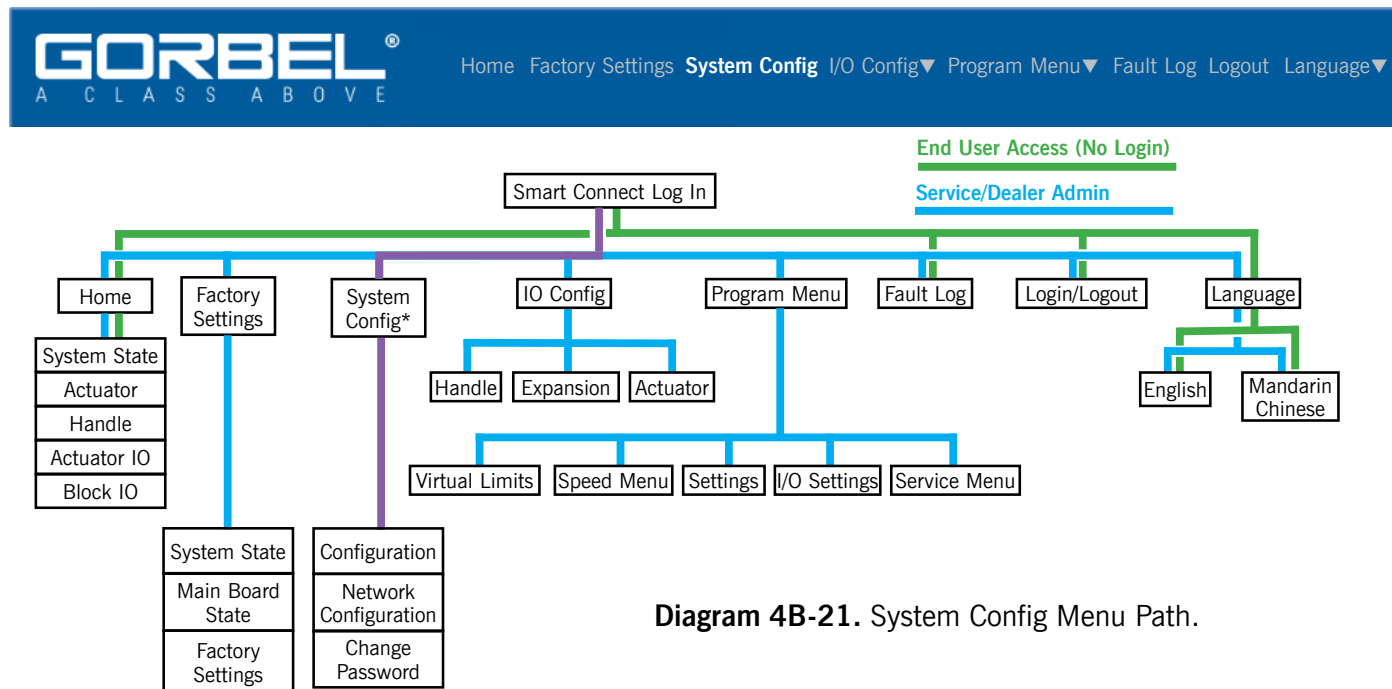 GORBEL®
A CLASS ABOVE
Home Factory Settings System Config I/O Config▼ Program Menu▼ Fault Log Logout Language▼
End User Access (No Login)
Service/Dealer Admin
Smart Connect Log In
Home
Factory
Settings
System
Config*
IO Config
Program Menu
Fault Log
Login/Logout
Language
System State
Actuator
Handle
Actuator IO
Block IO
Handle
Expansion
Actuator
English
Mandarin
Chinese
Virtual Limits
Speed Menu
Settings
I/O Settings
Service Menu
System State
Main Board
State
Factory
Settings
Configuration
Network
Configuration
Change
Password
Diagram 4B-21. System Config Menu Path.